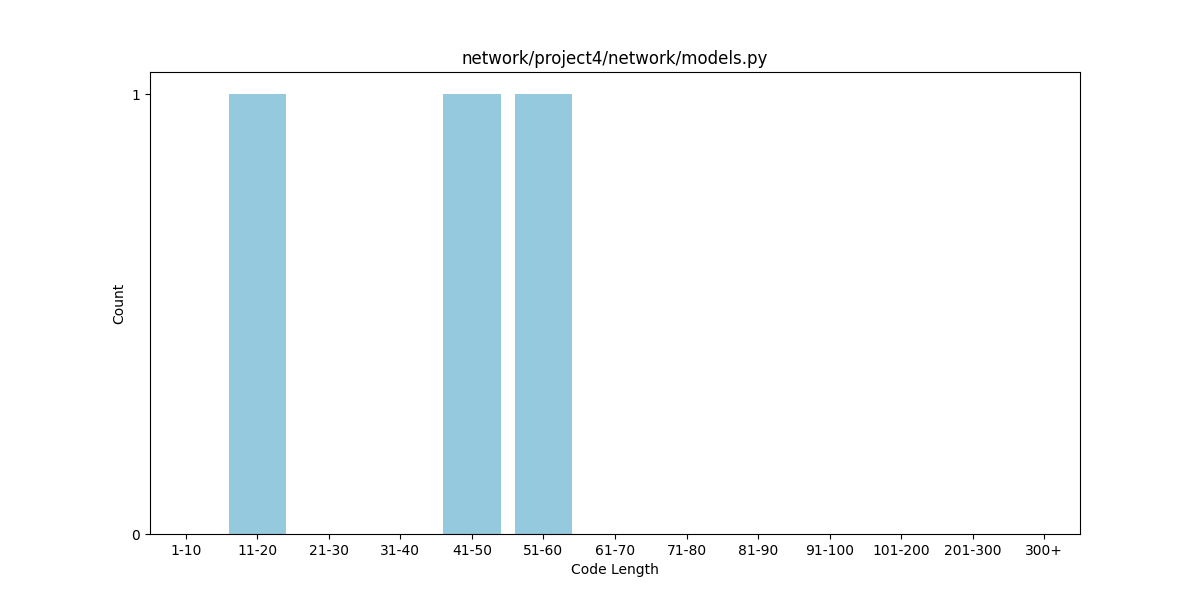 network/project4/network/models.py
1
0
Count
1-10 11-20 21-30 31-40 41-50 51-60 61-70 71-80 81-90 91-100 101-200 201-300 300+
Code Length